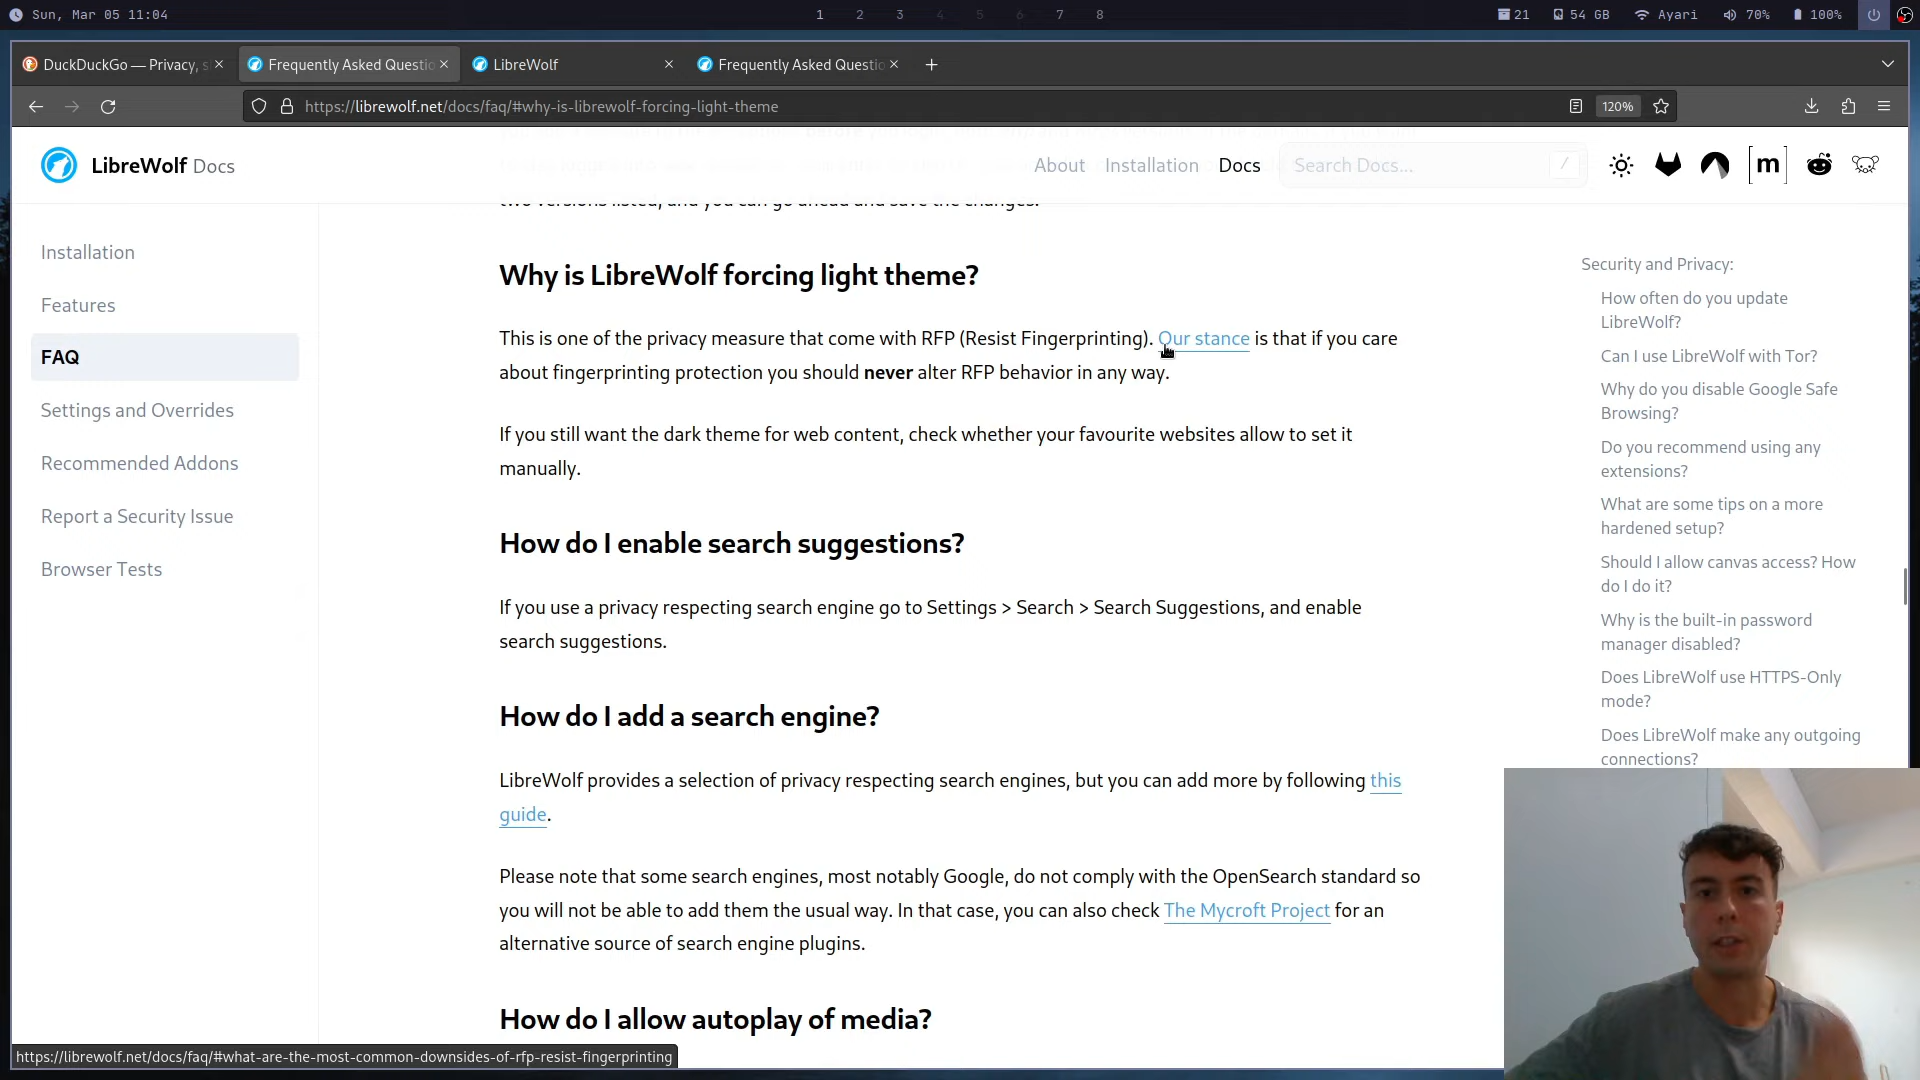 Sun, Mar 05 11:04
1 2 3 4 5 6 7 8
21 54 GB Ayari 70% 100%
DuckDuckGo — Privacy, s
Frequently Asked Questio
LibreWolf
Frequently Asked Questio
https://librewolf.net/docs/faq/#why-is-librewolf-forcing-light-theme
120%
LibreWolf Docs
About Installation Docs
Search Docs...
/
[m]
two versions listed, and you can go ahead and save the changes.
Installation
Features
FAQ
Settings and Overrides
Recommended Addons
Report a Security Issue
Browser Tests
Why is LibreWolf forcing light theme?
This is one of the privacy measure that come with RFP (Resist Fingerprinting). Our stance is that if you care
about fingerprinting protection you should never alter RFP behavior in any way.
If you still want the dark theme for web content, check whether your favourite websites allow to set it
manually.
How do I enable search suggestions?
If you use a privacy respecting search engine go to Settings > Search > Search Suggestions, and enable
search suggestions.
How do I add a search engine?
LibreWolf provides a selection of privacy respecting search engines, but you can add more by following this
guide.
Please note that some search engines, most notably Google, do not comply with the OpenSearch standard so
you will not be able to add them the usual way. In that case, you can also check The Mycroft Project for an
alternative source of search engine plugins.
How do I allow autoplay of media?
Security and Privacy:
How often do you update
LibreWolf?
Can I use LibreWolf with Tor?
Why do you disable Google Safe
Browsing?
Do you recommend using any
extensions?
What are some tips on a more
hardened setup?
Should I allow canvas access? How
do I do it?
Why is the built-in password
manager disabled?
Does LibreWolf use HTTPS-Only
mode?
Does LibreWolf make any outgoing
connections?
https://librewolf.net/docs/faq/#what-are-the-most-common-downsides-of-rfp-resist-fingerprinting